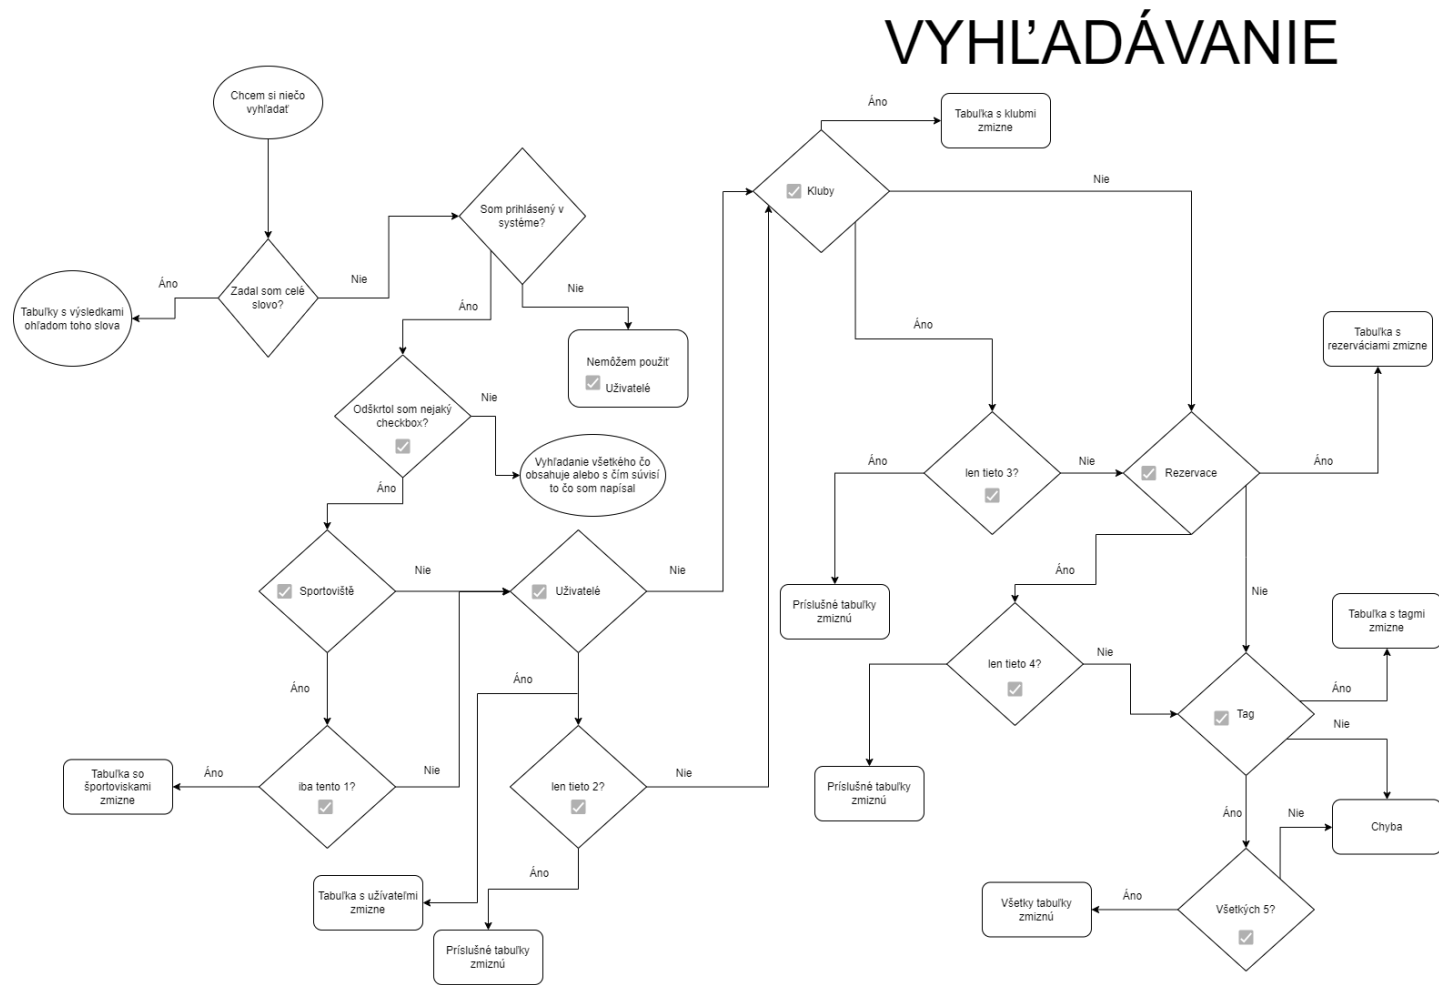 VYHĽADÁVANIE
Chcem si niečo
vyhľadať
Áno
Tabuľka s klubmi
zmizne
Kluby
Nie
Som prihlásený v
systéme?
Áno
Zadal som celé
slovo?
Nie
Tabuľky s výsledkami
ohľadom toho slova
Áno
Nie
Nemôžem použiť
Uživatelé
Áno
Tabuľka s
rezerváciami zmizne
Odškrtol som nejaký
checkbox?
Nie
Vyhľadanie všetkého čo
obsahuje alebo s čím súvisí
to čo som napísal
Áno
Áno
len tieto 3?
Nie
Rezervace
Áno
Sportoviště
Nie
Uživatelé
Nie
Príslušné tabuľky
zmiznú
Áno
Nie
Tabuľka s tagmi
zmizne
Áno
Áno
len tieto 4?
Nie
Tag
Áno
Nie
Tabuľka so
športoviskami
zmizne
Áno
iba tento 1?
Nie
len tieto 2?
Nie
Príslušné tabuľky
zmiznú
Áno
Nie
Chyba
Tabuľka s užívateľmi
zmizne
Áno
Príslušné tabuľky
zmiznú
Všetky tabuľky
zmiznú
Áno
Všetkých 5?